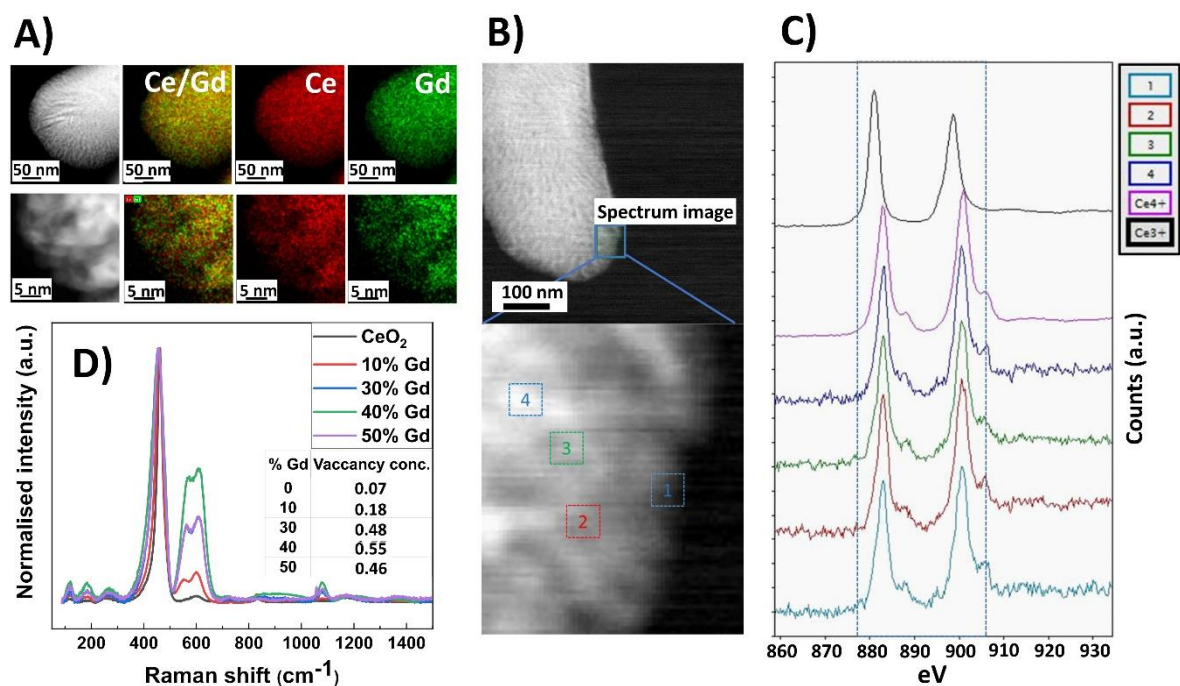 A)
Ce/Gd
Ce
Gd
50 nm
50 nm
50 nm
50 nm
5 nm
5 nm
5 nm
5 nm
B)
Spectrum image
100 nm
4
3
1
2
C)
1
2
3
4
Ce4+
Ce3+
Counts (a.u.)
860 870 880 890 900 910 920 930
eV
D)
CeO2
10% Gd
30% Gd
40% Gd
50% Gd
% Gd Vaccancy conc.
0 0.07
10 0.18
30 0.48
40 0.55
50 0.46
Normalised intensity (a.u.)
200 400 600 800 1000 1200 1400
Raman shift (cm-1)